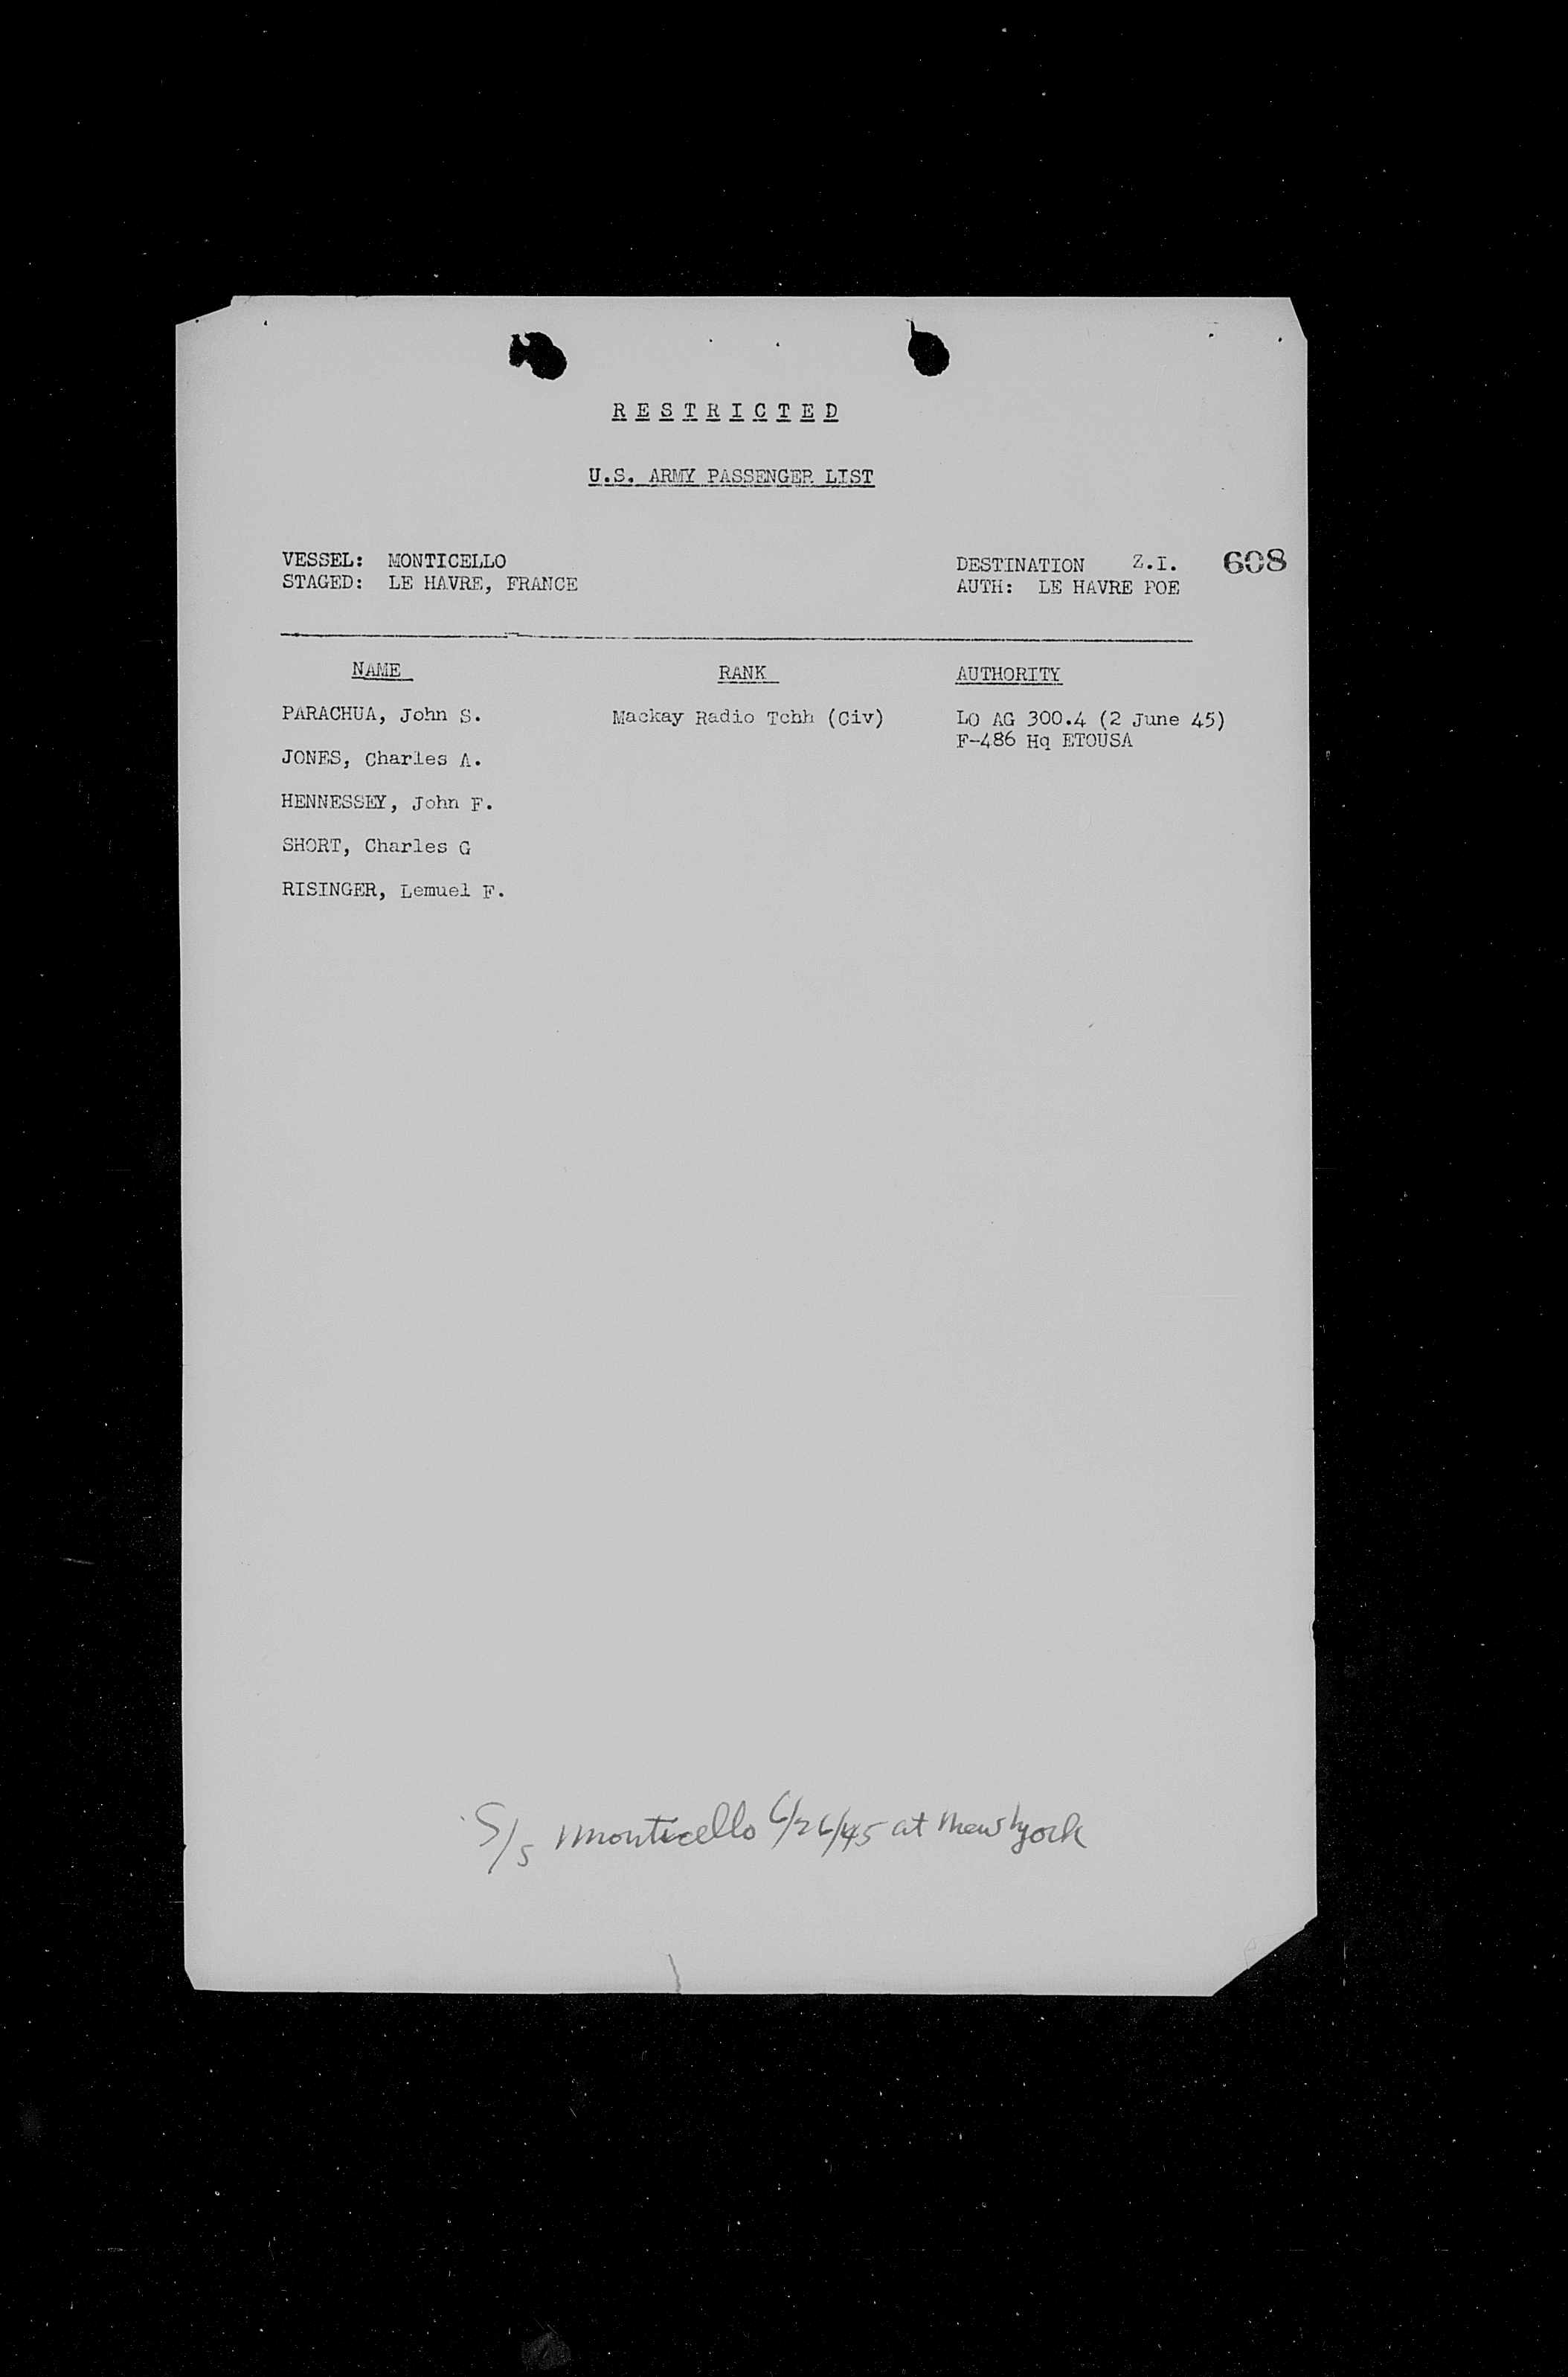 R E S T R I C T E D
U.S. ARMY PASSENGER LIST
VESSEL: MONTICELLO DESTINATION Z.I. 608
STAGED: LE HAVRE, FRANCE AUTH: LE HAVRE POE
NAME RANK AUTHORITY
PARACHUA, John S. Mackay Radio Tchh (Civ) LO AG 300.4 (2 June 45)
F-486 Hq ETOUSA
JONES, Charles A.
HENNESSEY, John F.
SHORT, Charles G
RISINGER, Lemuel F.
S/S Monticello 6/26/45 at New York